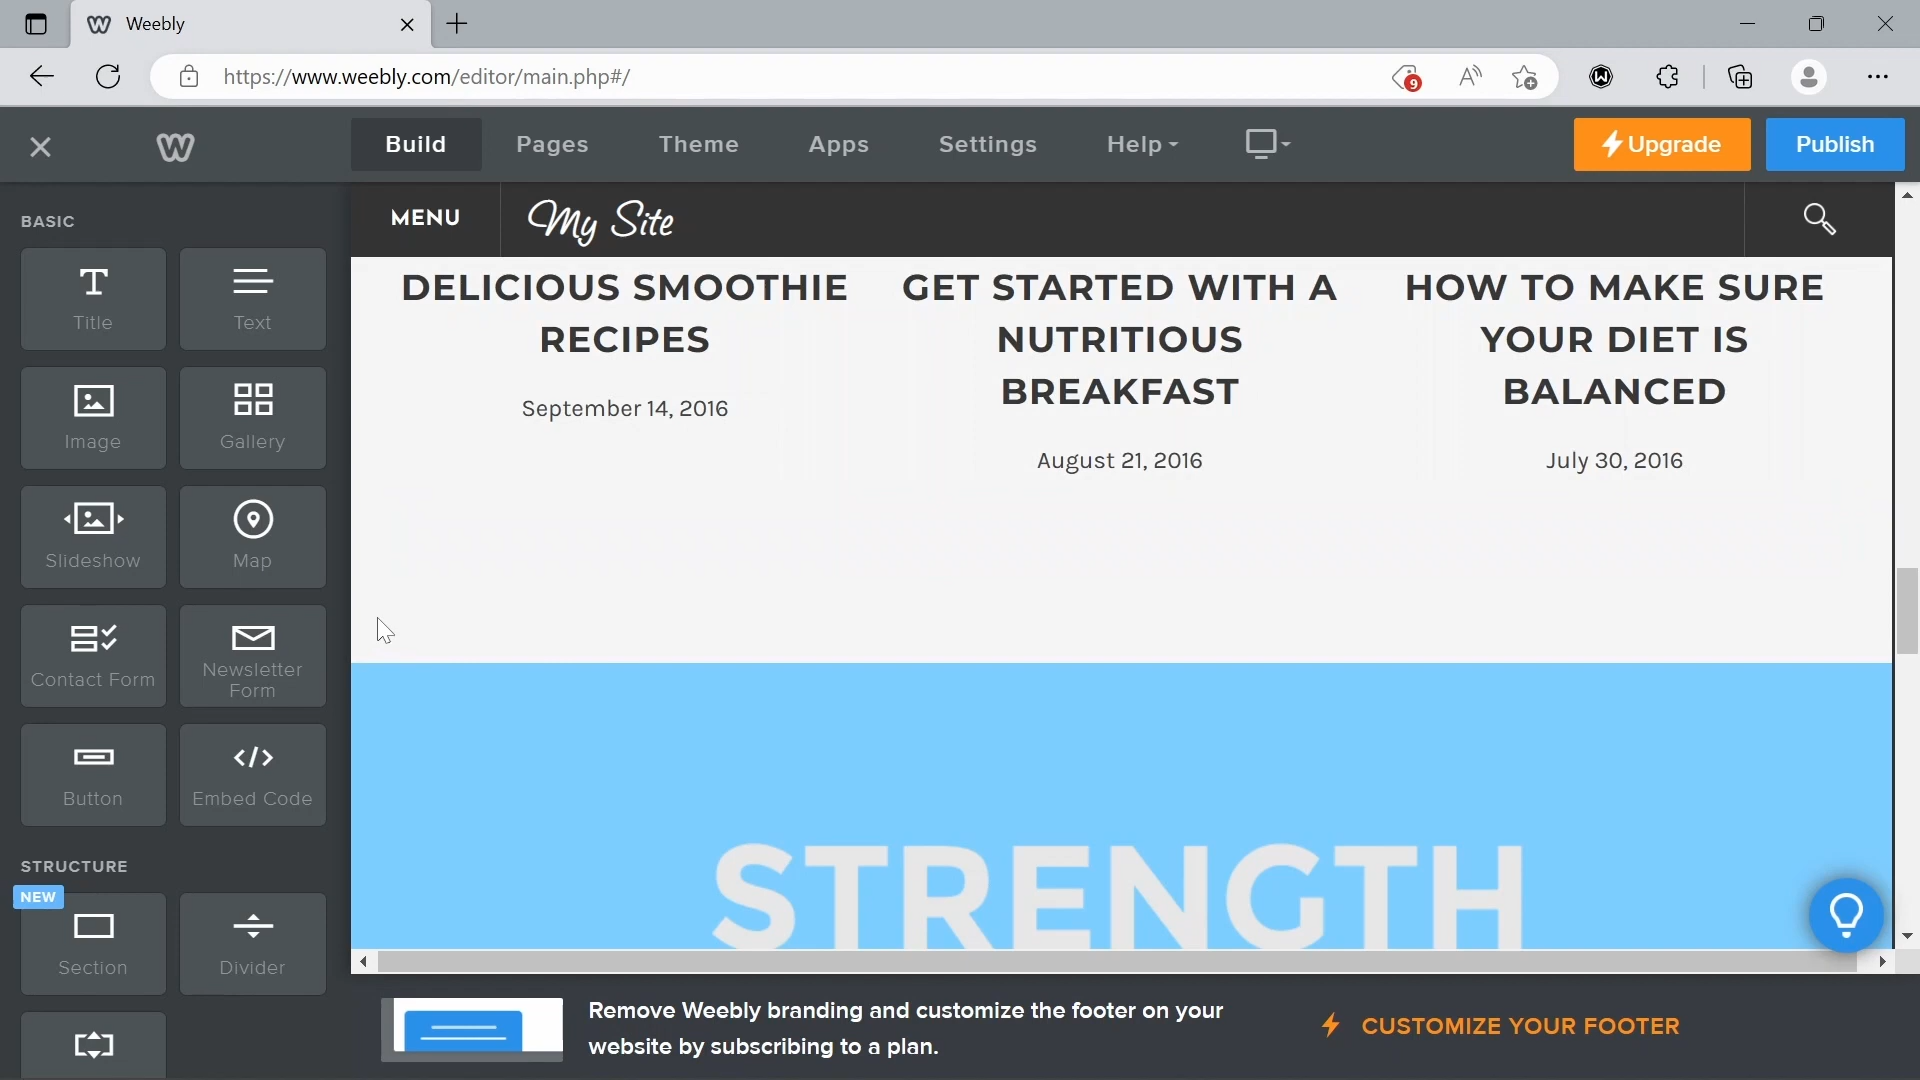 Weebly
https://www.weebly.com/editor/main.php#/
9
Build
Pages
Theme
Apps
Settings
Help
Upgrade
Publish
BASIC
Title
Text
Image
Gallery
Slideshow
Map
Contact Form
Newsletter
Form
Button
Embed Code
STRUCTURE
NEW
Section
Divider
MENU
My Site
DELICIOUS SMOOTHIE
RECIPES
September 14, 2016
GET STARTED WITH A
NUTRITIOUS
BREAKFAST
August 21, 2016
HOW TO MAKE SURE
YOUR DIET IS
BALANCED
July 30, 2016
STRENGTH
Remove Weebly branding and customize the footer on your
website by subscribing to a plan.
CUSTOMIZE YOUR FOOTER